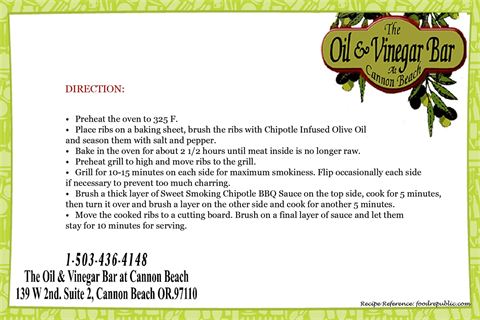 The
Oil & Vinegar Bar
At
Cannon Beach
DIRECTION:
• Preheat the oven to 325 F.
• Place ribs on a baking sheet, brush the ribs with Chipotle Infused Olive Oil
and season them with salt and pepper.
• Bake in the oven for about 2 1/2 hours until meat inside is no longer raw.
• Preheat grill to high and move ribs to the grill.
• Grill for 10-15 minutes on each side for maximum smokiness. Flip occasionally each side
if necessary to prevent too much charring.
• Brush a thick layer of Sweet Smoking Chipotle BBQ Sauce on the top side, cook for 5 minutes,
then turn it over and brush a layer on the other side and cook for another 5 minutes.
• Move the cooked ribs to a cutting board. Brush on a final layer of sauce and let them
stay for 10 minutes for serving.
1-503-436-4148
The Oil & Vinegar Bar at Cannon Beach
139 W 2nd. Suite 2, Cannon Beach OR.97110
Recipe Reference: foodrepublic.com